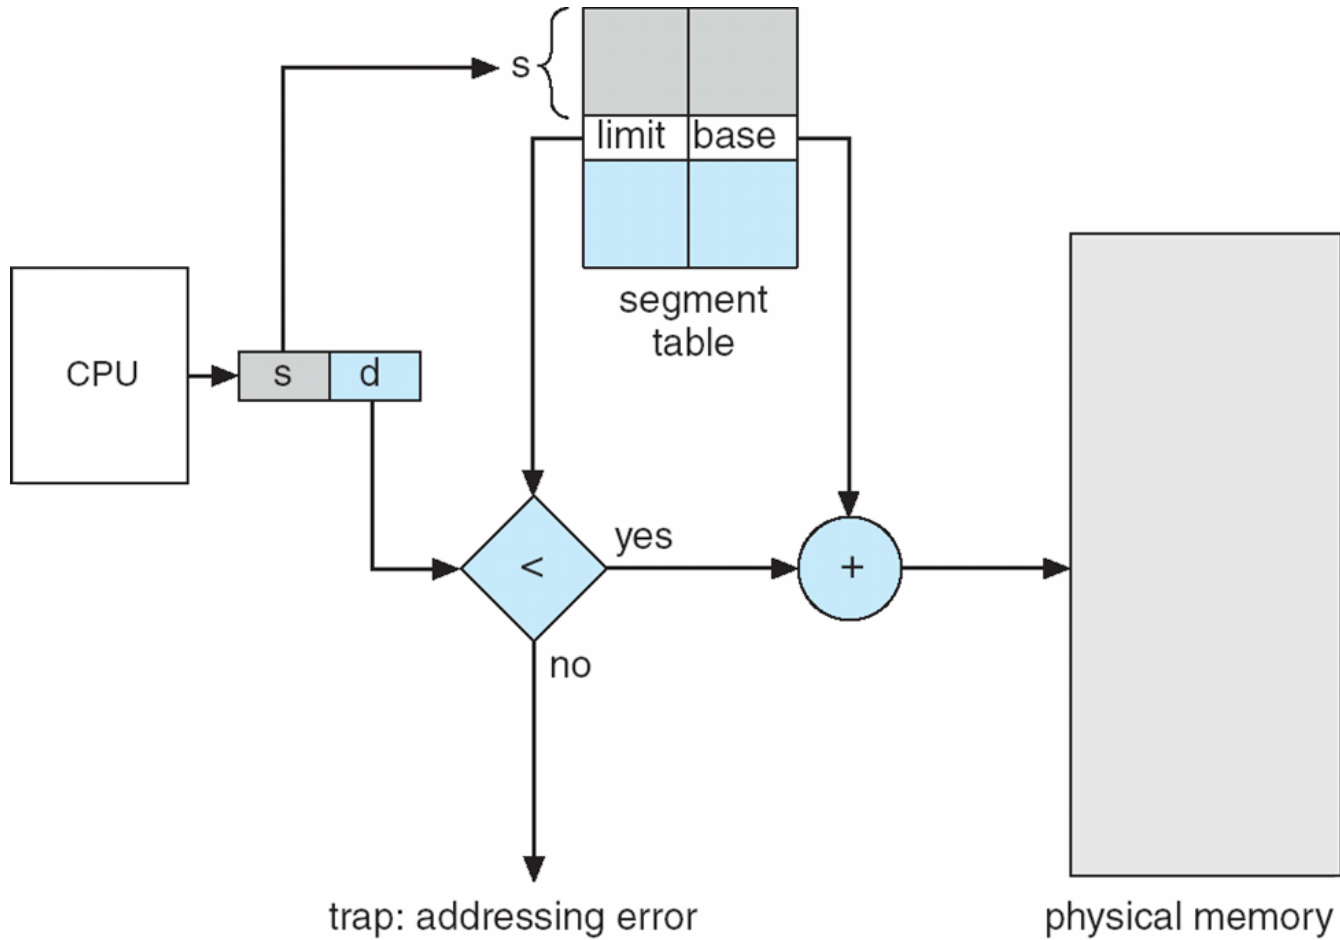 s
limit base
segment
table
CPU
s d
<
yes
+
no
trap: addressing error
physical memory